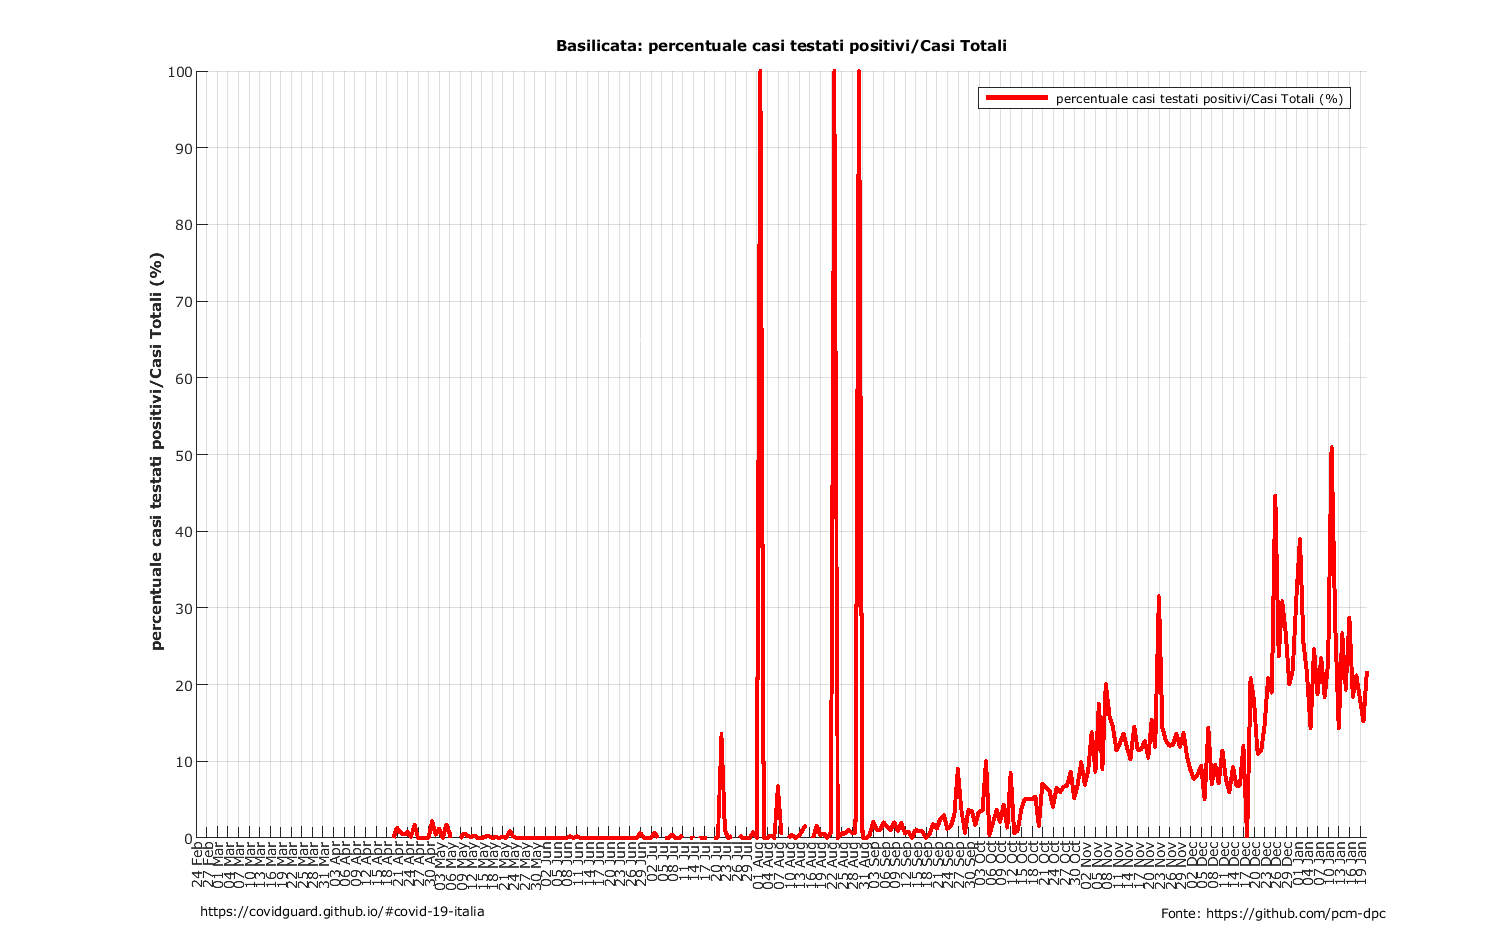 Basilicata: percentuale casi testati positivi/Casi Totali
percentuale casi testati positivi/Casi Totali (%)
percentuale casi testati positivi/Casi Totali (%)
100
90
80
70
60
50
40
30
20
10
0
24 Feb
27 Feb
01 Mar
04 Mar
07 Mar
10 Mar
13 Mar
16 Mar
19 Mar
22 Mar
25 Mar
28 Mar
31 Mar
03 Apr
06 Apr
09 Apr
12 Apr
15 Apr
18 Apr
21 Apr
24 Apr
27 Apr
30 Apr
03 May
06 May
09 May
12 May
15 May
18 May
21 May
24 May
27 May
30 May
02 Jun
05 Jun
08 Jun
11 Jun
14 Jun
17 Jun
20 Jun
23 Jun
26 Jun
29 Jun
02 Jul
05 Jul
08 Jul
11 Jul
14 Jul
17 Jul
20 Jul
23 Jul
26 Jul
29 Jul
01 Aug
04 Aug
07 Aug
10 Aug
13 Aug
16 Aug
19 Aug
22 Aug
25 Aug
28 Aug
31 Aug
03 Sep
06 Sep
09 Sep
12 Sep
15 Sep
18 Sep
21 Sep
24 Sep
27 Sep
30 Sep
03 Oct
06 Oct
09 Oct
12 Oct
15 Oct
18 Oct
21 Oct
24 Oct
27 Oct
30 Oct
02 Nov
05 Nov
08 Nov
11 Nov
14 Nov
17 Nov
20 Nov
23 Nov
26 Nov
29 Nov
02 Dec
05 Dec
08 Dec
11 Dec
14 Dec
17 Dec
20 Dec
23 Dec
26 Dec
29 Dec
01 Jan
04 Jan
07 Jan
10 Jan
13 Jan
16 Jan
19 Jan
https://covidguard.github.io/#covid-19-italia
Fonte: https://github.com/pcm-dpc